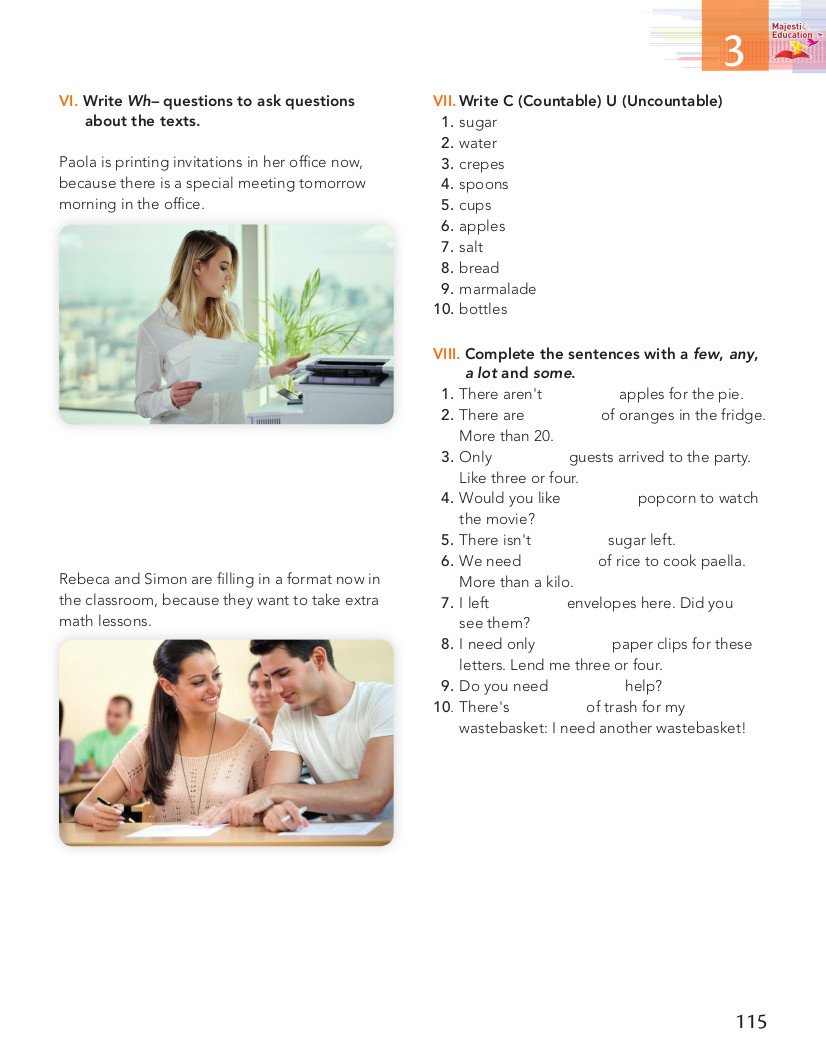 3
Majesti
Education
VI. Write Wh– questions to ask questions
about the texts.
Paola is printing invitations in her office now,
because there is a special meeting tomorrow
morning in the office.
Rebeca and Simon are filling in a format now in
the classroom, because they want to take extra
math lessons.
VII. Write C (Countable) U (Uncountable)
1. sugar
2. water
3. crepes
4. spoons
5. cups
6. apples
7. salt
8. bread
9. marmalade
10. bottles
VIII. Complete the sentences with a few, any,
a lot and some.
1. There aren't apples for the pie.
2. There are of oranges in the fridge.
More than 20.
3. Only guests arrived to the party.
Like three or four.
4. Would you like popcorn to watch
the movie?
5. There isn't sugar left.
6. We need of rice to cook paella.
More than a kilo.
7. I left envelopes here. Did you
see them?
8. I need only paper clips for these
letters. Lend me three or four.
9. Do you need help?
10. There's of trash for my
wastebasket: I need another wastebasket!
115